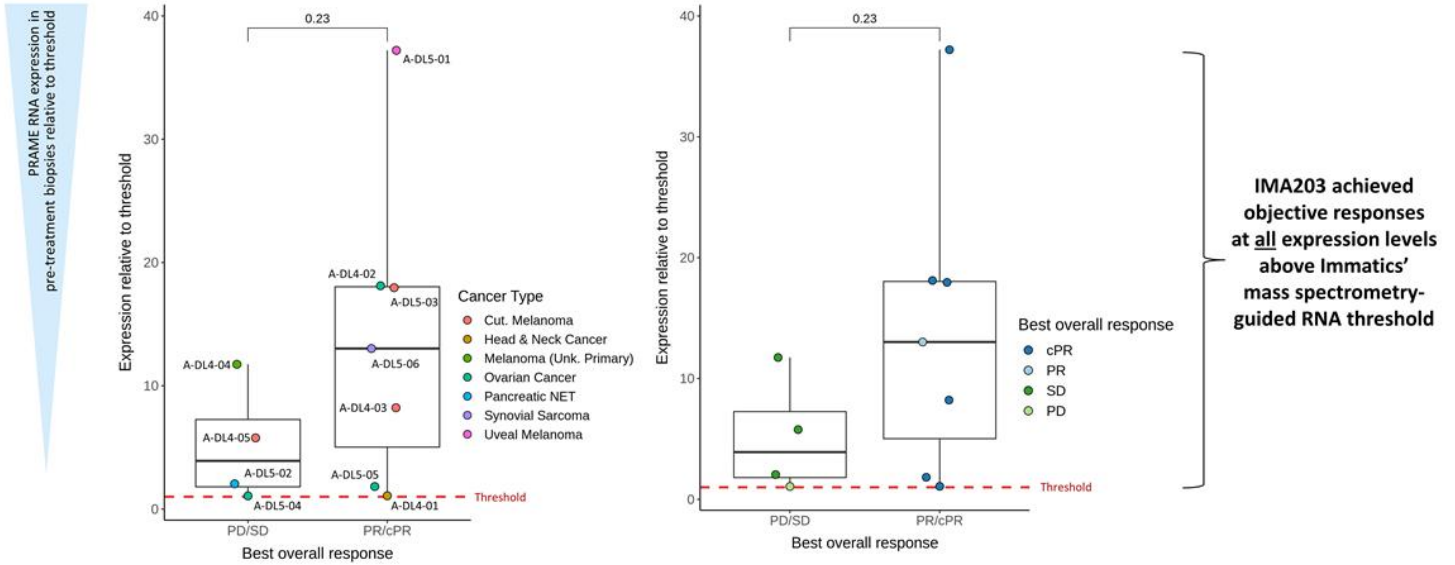 PRAME RNA expression in
pre-treatment biopsies relative to threshold
Expression relative to threshold
40
30
20
10
0
0.23
A-DL5-01
A-DL4-02
A-DL5-03
A-DL5-06
A-DL4-04
A-DL4-03
A-DL4-05
A-DL5-02
A-DL5-05
A-DL5-04
A-DL4-01
Threshold
PD/SD
PR/cPR
Best overall response
Cancer Type
Cut. Melanoma
Head & Neck Cancer
Melanoma (Unk. Primary)
Ovarian Cancer
Pancreatic NET
Synovial Sarcoma
Uveal Melanoma
Expression relative to threshold
40
30
20
10
0
0.23
Threshold
PD/SD
PR/cPR
Best overall response
Best overall response
cPR
PR
SD
PD
IMA203 achieved
objective responses
at all expression levels
above Immatics’
mass spectrometry-
guided RNA threshold